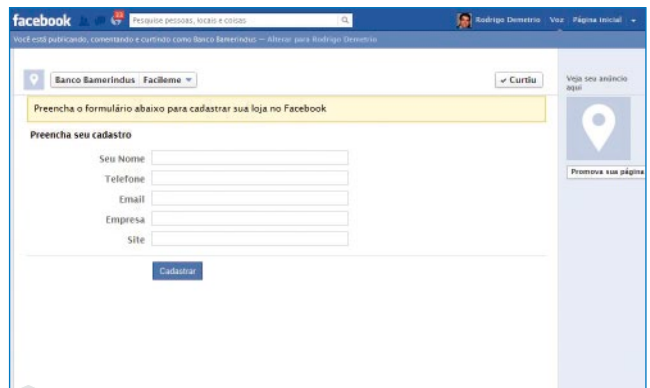 facebook
Pesquise pessoas, locais e coisas
Rodrigo Demetrio Voz Página inicial
Você está publicando, comentando e curtindo como Banco Bamerindus — Alterar para Rodrigo Demetrio
Banco Bamerindus Facileme
Curtiu
Veja seu anúncio
aqui
Preencha o formulário abaixo para cadastrar sua loja no Facebook
Preencha seu cadastro
Seu Nome
Telefone
Promova sua página
Email
Empresa
Site
Cadastrar